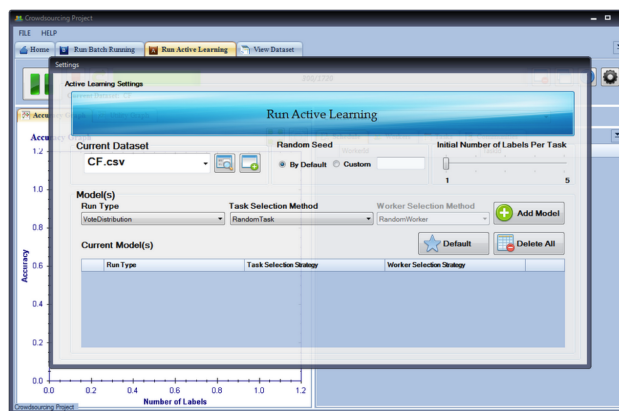 Crowdsourcing Project
FILE HELP
Home Run Batch Running Run Active Learning View Dataset
Settings
Active Learning Settings
Run Active Learning
Current Dataset
CF.csv
Random Seed
By Default Custom
Initial Number of Labels Per Task
1 5
Model(s)
Run Type Task Selection Method Worker Selection Method
VoteDistribution RandomTask RandomWorker Add Model
Default Delete All
Current Model(s)
Run Type Task Selection Strategy Worker Selection Strategy
Accuracy
1.2
1.0
0.8
0.6
0.4
0.2
0.0
0.0 0.2 0.4 0.6 0.8 1.0 1.2
Number of Labels
Crowdsourcing Project